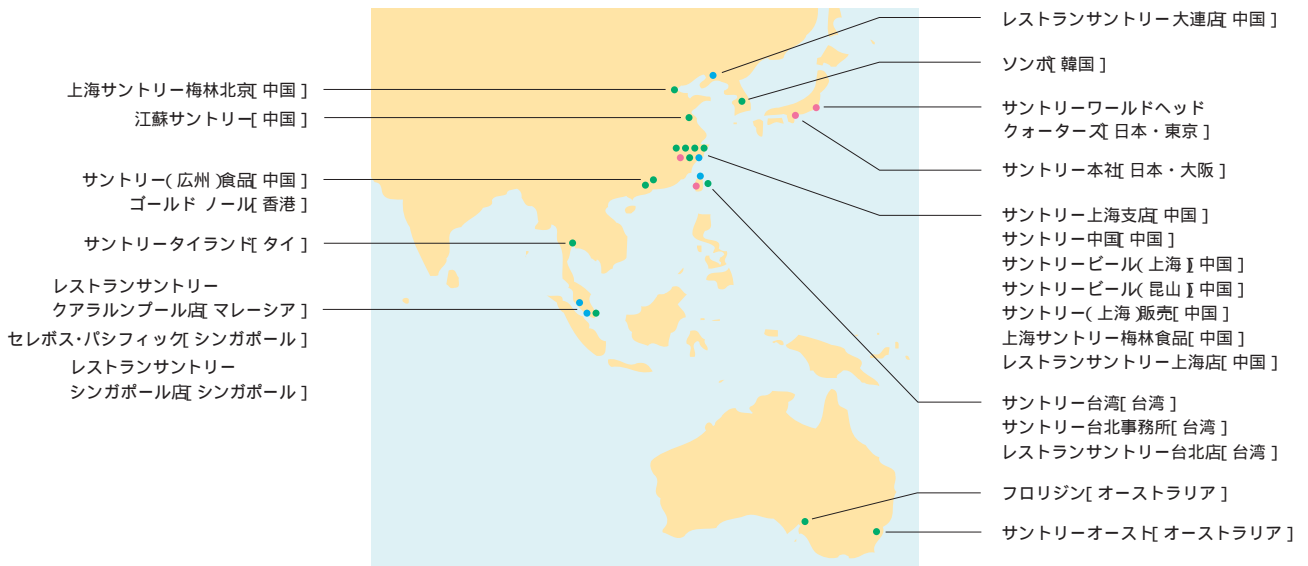 上海サントリー梅林北京[ 中国 ]
江蘇サントリー[ 中国 ]
サントリー( 広州 )食品[ 中国 ]
ゴールド ノール[ 香港 ]
サントリータイランド[ タイ ]
レストランサントリー
クアラルンプール店[ マレーシア ]
セレボス・パシフィック[ シンガポール ]
レストランサントリー
シンガポール店[ シンガポール ]
レストランサントリー大連店[ 中国 ]
ソンボ[ 韓国 ]
サントリーワールドヘッド
クォーターズ[ 日本・東京 ]
サントリー本社[ 日本・大阪 ]
サントリー上海支店[ 中国 ]
サントリー中国[ 中国 ]
サントリービール( 上海 )[ 中国 ]
サントリービール( 昆山 )[ 中国 ]
サントリー( 上海 )販売[ 中国 ]
上海サントリー梅林食品[ 中国 ]
レストランサントリー上海店[ 中国 ]
サントリー台湾[ 台湾 ]
サントリー台北事務所[ 台湾 ]
レストランサントリー台北店[ 台湾 ]
フロリジン[ オーストラリア ]
サントリーオースト[ オーストラリア ]